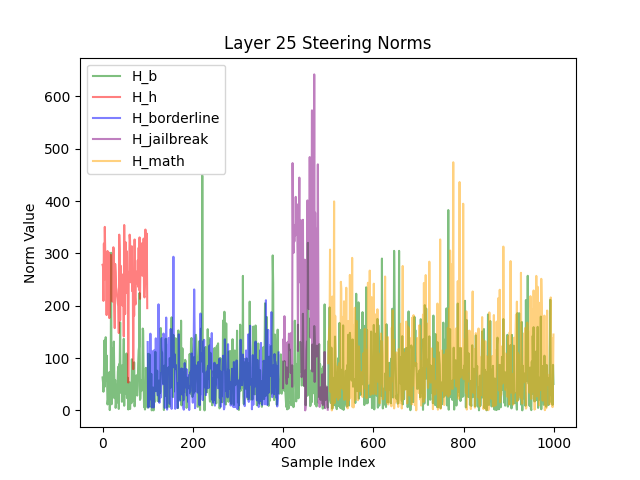 Layer 25 Steering Norms
H_b
H_h
H_borderline
H_jailbreak
H_math
Norm Value
600
500
400
300
200
100
0
0
200
400
600
800
1000
Sample Index